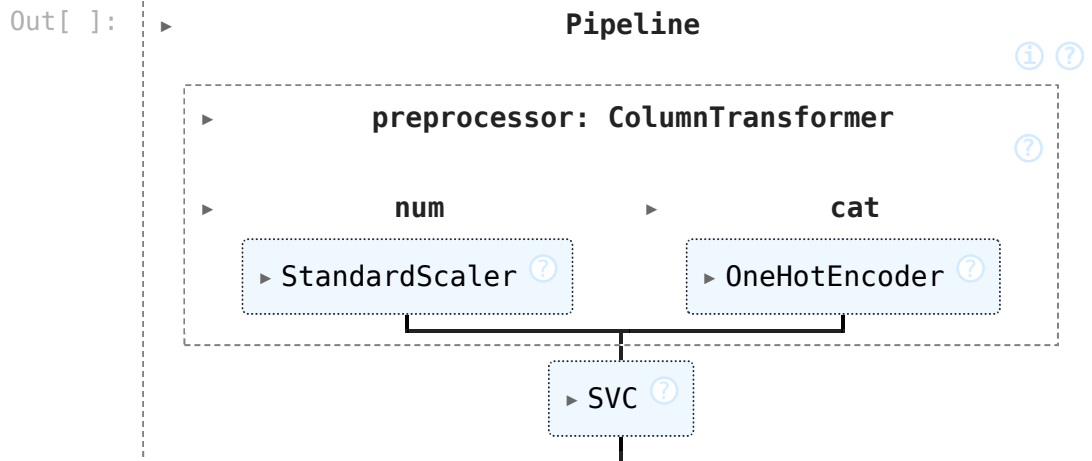 Out[ ]:
▸ Pipeline
i ?
▸ preprocessor: ColumnTransformer
?
▸ num ▸ cat
▸ StandardScaler ? ▸ OneHotEncoder ?
▸ SVC ?